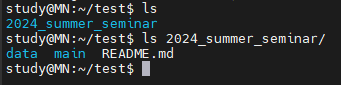 study@MN:~/test$ ls
2024_summer_seminar
study@MN:~/test$ ls 2024_summer_seminar/
data  main  README.md
study@MN:~/test$